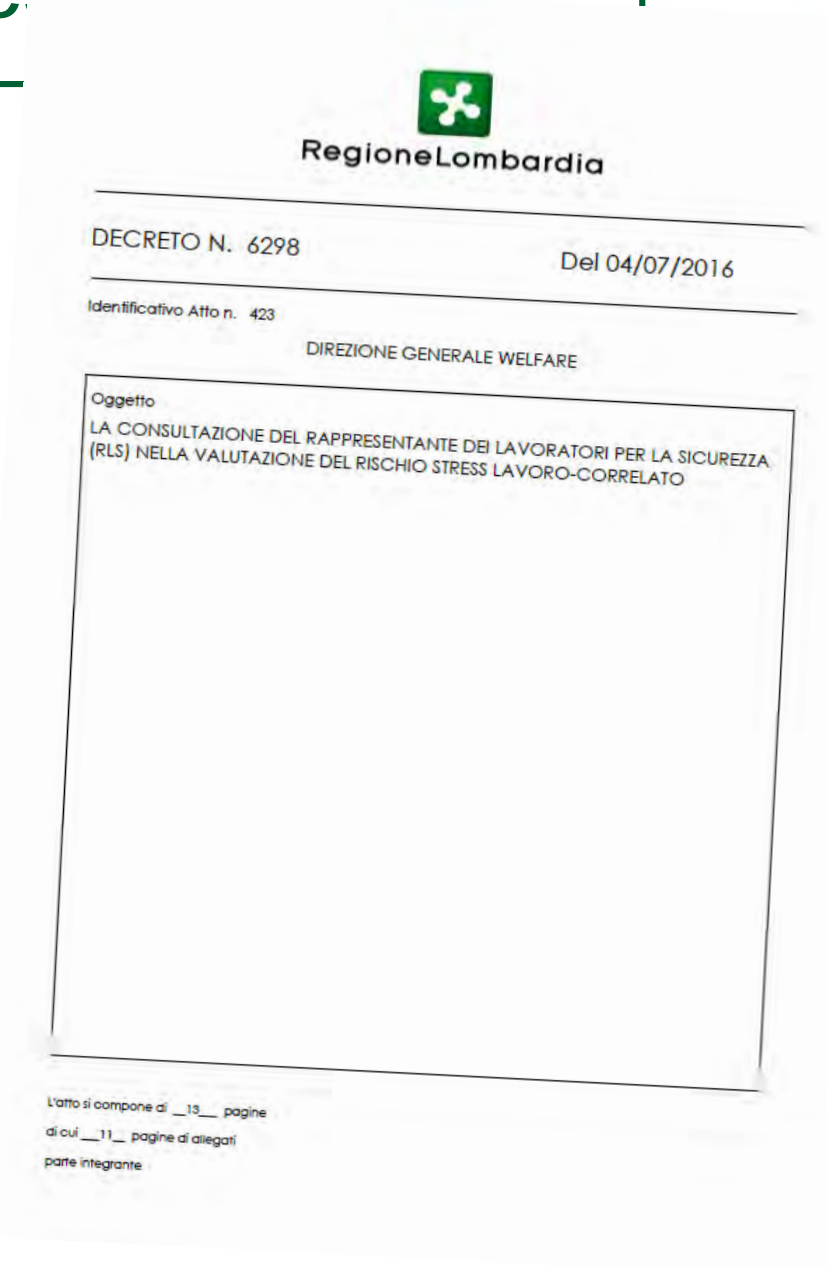 RegioneLombardia
DECRETO N. 6298
Del 04/07/2016
Identificativo Atto n. 423
DIREZIONE GENERALE WELFARE
Oggetto
LA CONSULTAZIONE DEL RAPPRESENTANTE DEI LAVORATORI PER LA SICUREZZA
(RLS) NELLA VALUTAZIONE DEL RISCHIO STRESS LAVORO-CORRELATO
L'atto si compone di __13__ pagine
di cui __11__ pagine di allegati
parte integrante